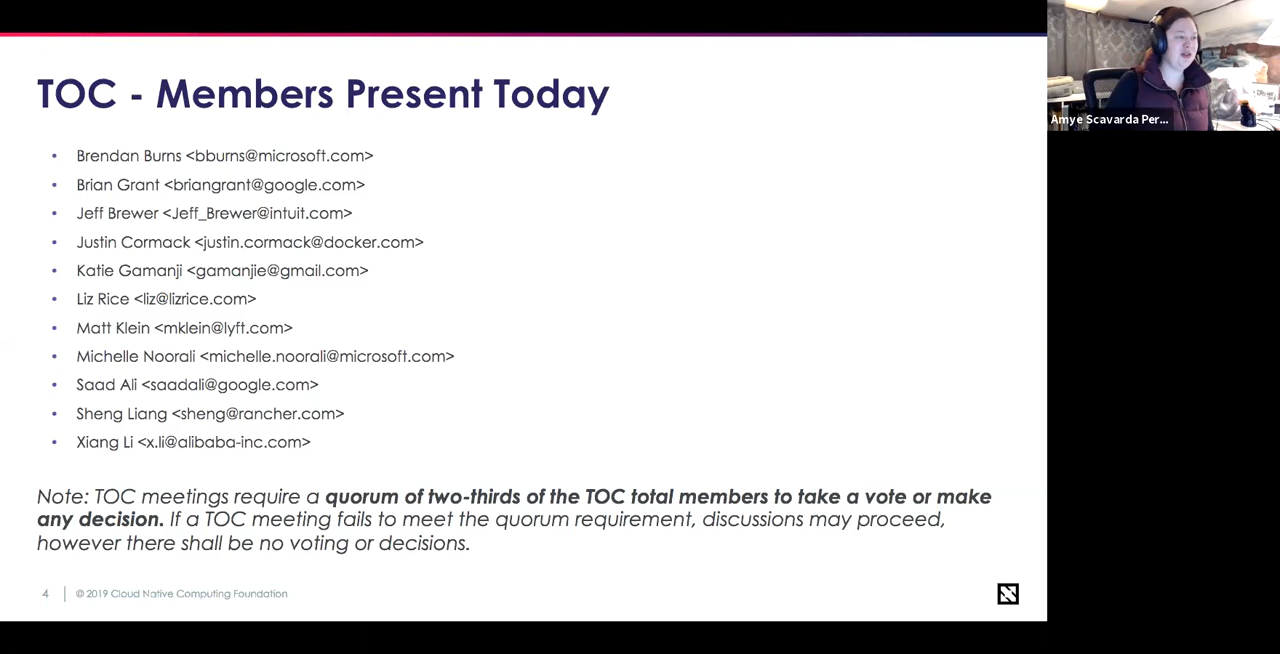 TOC - Members Present Today
Amye Scavarda Per...
• Brendan Burns <bburns@microsoft.com>
• Brian Grant <briangrant@google.com>
• Jeff Brewer <Jeff_Brewer@intuit.com>
• Justin Cormack <justin.cormack@docker.com>
• Katie Gamanji <gamanjie@gmail.com>
• Liz Rice <liz@lizrice.com>
• Matt Klein <mklein@lyft.com>
• Michelle Noorali <michelle.noorali@microsoft.com>
• Saad Ali <saadali@google.com>
• Sheng Liang <sheng@rancher.com>
• Xiang Li <x.li@alibaba-inc.com>
Note: TOC meetings require a quorum of two-thirds of the TOC total members to take a vote or make
any decision. If a TOC meeting fails to meet the quorum requirement, discussions may proceed,
however there shall be no voting or decisions.
4 | © 2019 Cloud Native Computing Foundation